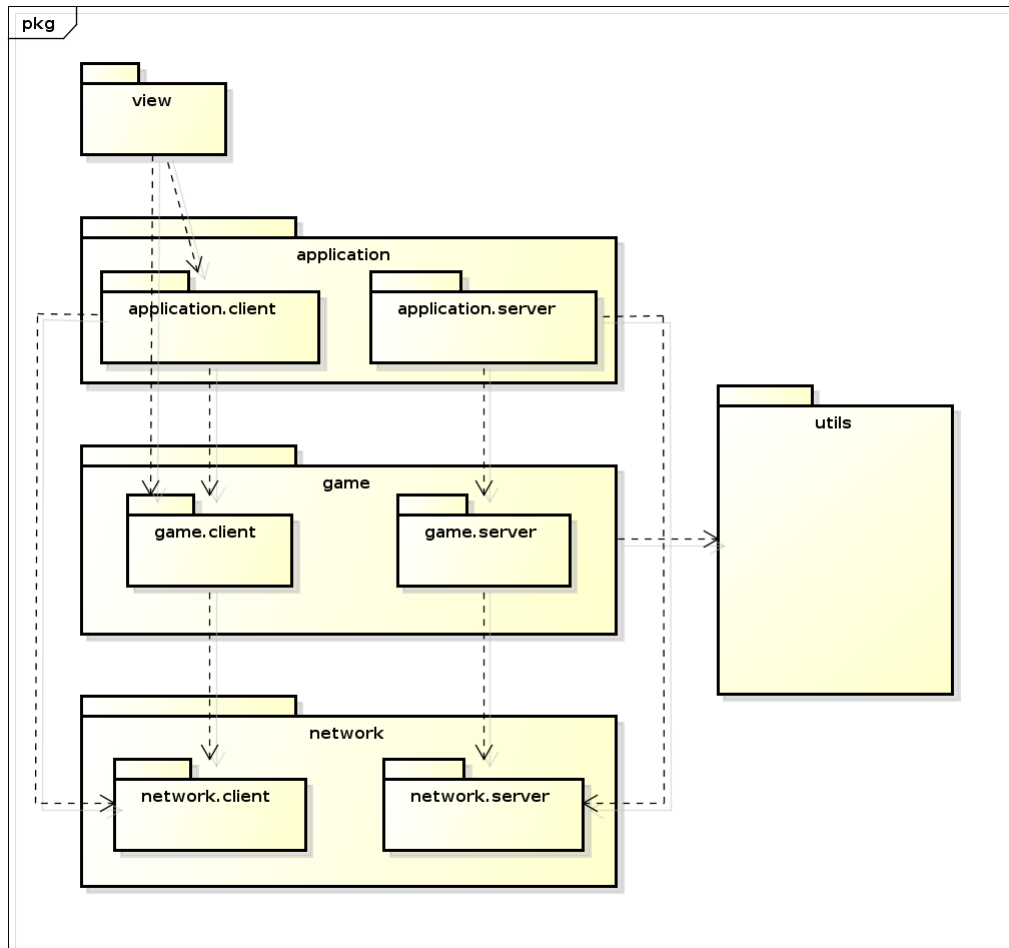 pkg
view
application
application.client
application.server
utils
game
game.client
game.server
network
network.client
network.server